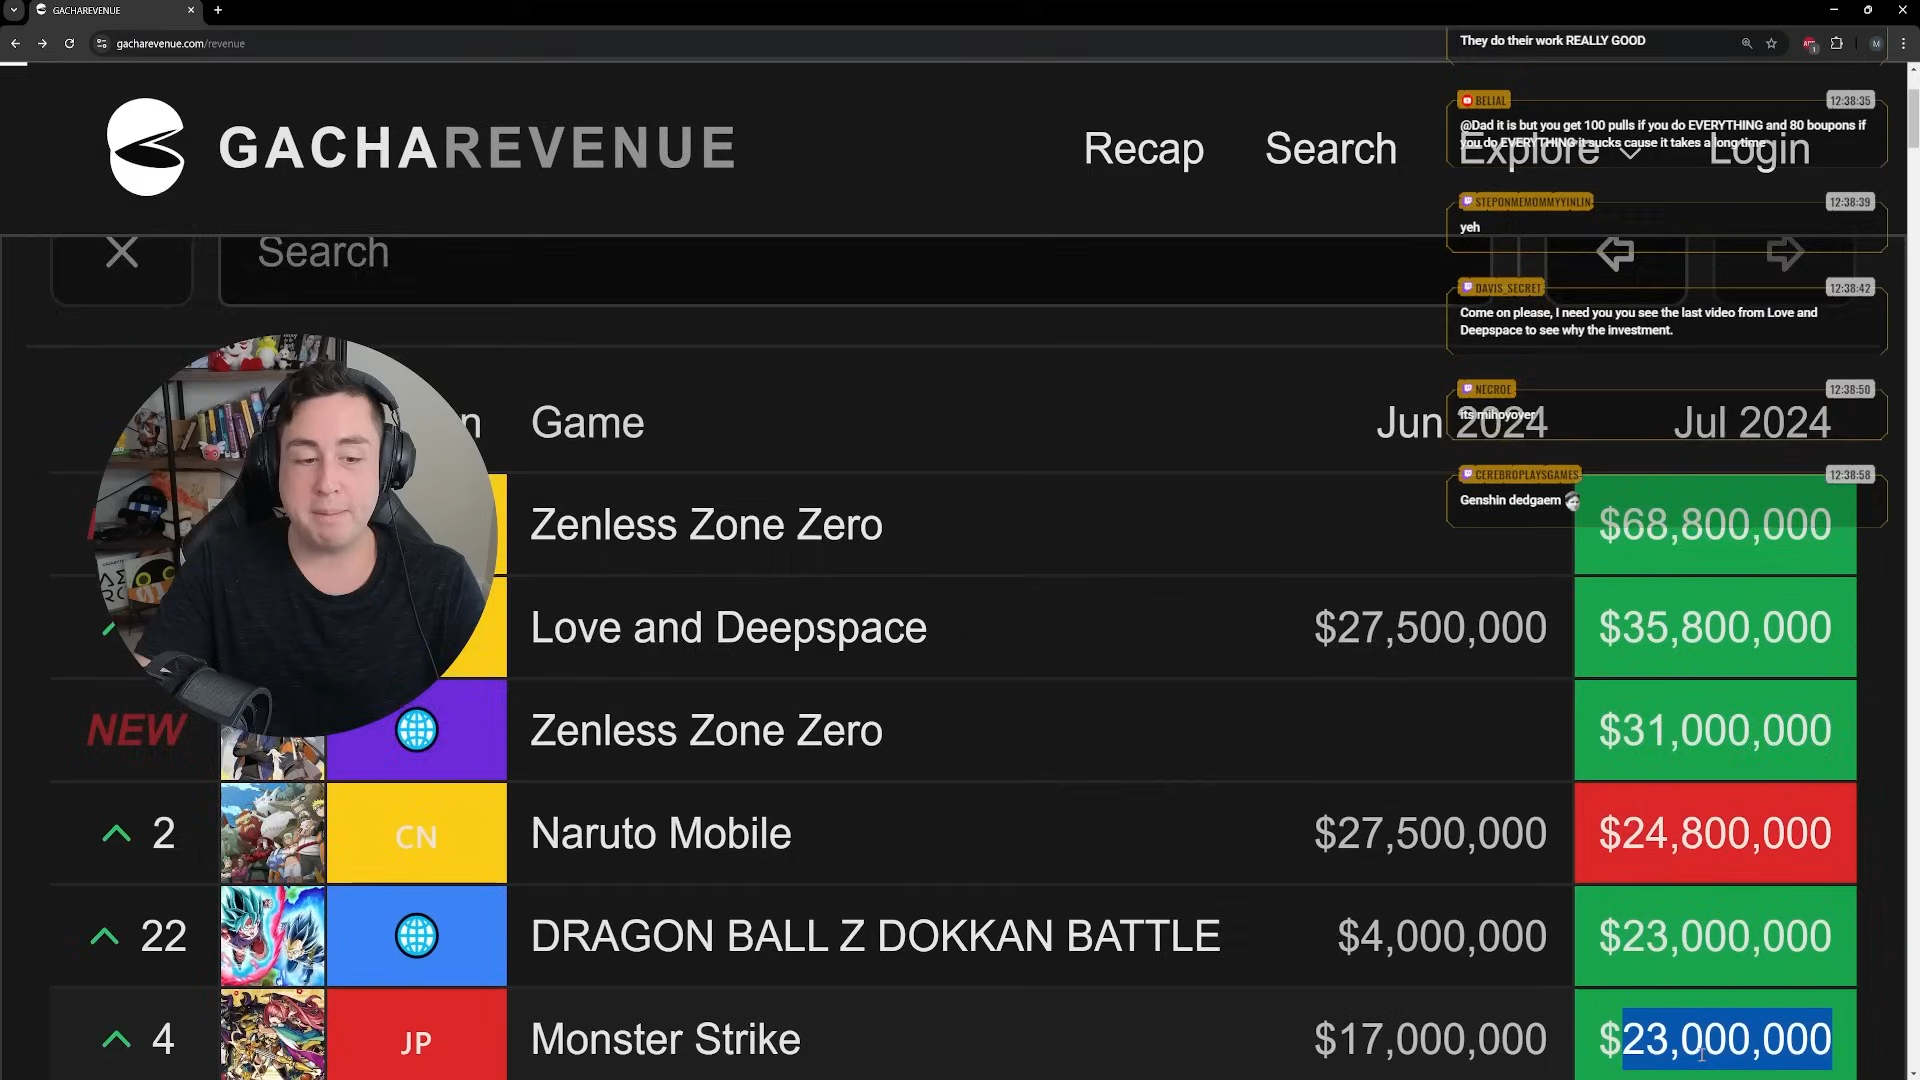 GACHAREVENUE
gacharevenue.com/revenue
They do their work REALLY GOOD
GACHAREVENUE
Recap
Search
Explore
Login
BELIAL
12:38:35
@Dad it is but you get 100 pulls if you do EVERYTHING and 80 boupons if
you do EVERYTHING it sucks cause it takes a long time
STEPONMEMOMMYYINLIN
12:38:39
yeh
Search
DAVIS_SECRET
12:38:42
Come on please, I need you you see the last video from Love and
Deepspace to see why the investment.
NECROE
12:38:50
its mihoyover
n
Game
Jun 2024
Jul 2024
CEREBROPLAYSGAMES
12:38:58
Genshin dedgaem
Zenless Zone Zero
$68,800,000
Love and Deepspace
$27,500,000
$35,800,000
NEW
Zenless Zone Zero
$31,000,000
2
CN
Naruto Mobile
$27,500,000
$24,800,000
22
DRAGON BALL Z DOKKAN BATTLE
$4,000,000
$23,000,000
4
JP
Monster Strike
$17,000,000
$23,000,000